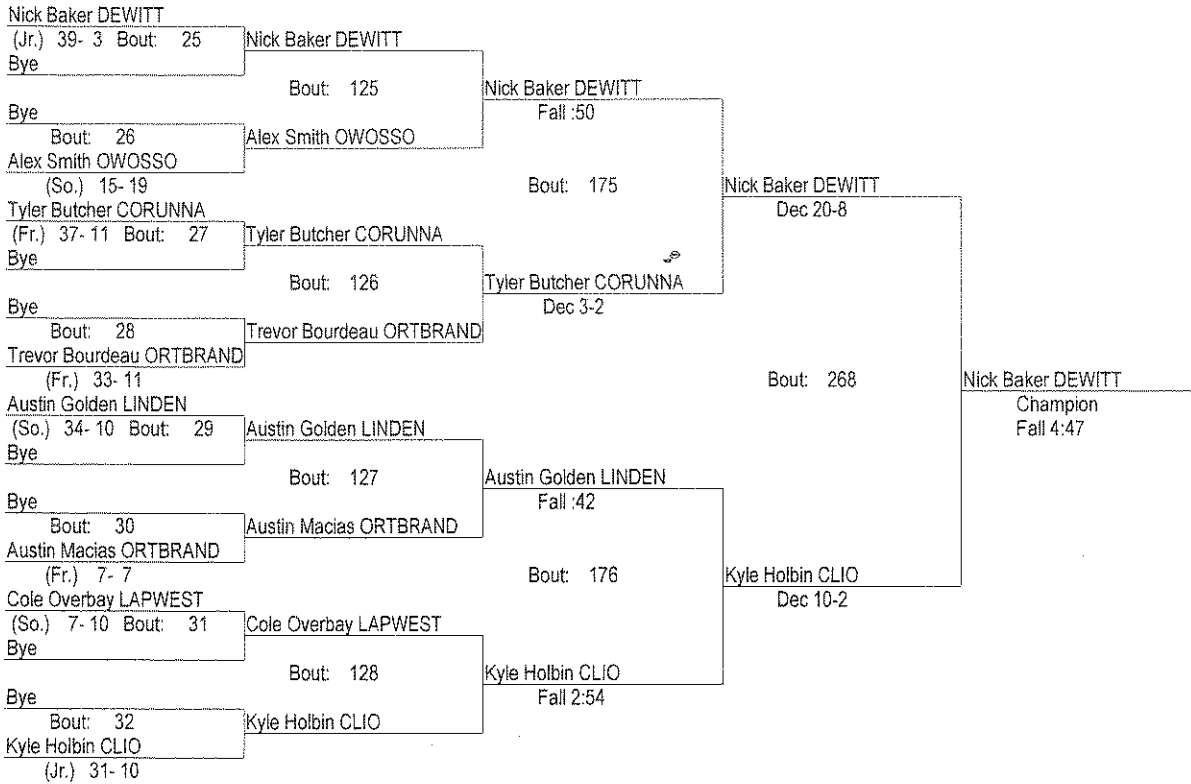 Nick Baker DEWITT
(Jr.) 39- 3 Bout: 25
Bye
Nick Baker DEWITT
Bout: 125
Bye
Bout: 26
Alex Smith OWOSSO
(So.) 15- 19
Alex Smith OWOSSO
Nick Baker DEWITT
Fall :50
Bout: 175
Tyler Butcher CORUNNA
(Fr.) 37- 11 Bout: 27
Bye
Tyler Butcher CORUNNA
Bout: 126
Bye
Bout: 28
Trevor Bourdeau ORTBRAND
(Fr.) 33- 11
Trevor Bourdeau ORTBRAND
Tyler Butcher CORUNNA
Dec 3-2
Nick Baker DEWITT
Dec 20-8
Bout: 268
Austin Golden LINDEN
(So.) 34- 10 Bout: 29
Bye
Austin Golden LINDEN
Bout: 127
Bye
Bout: 30
Austin Macias ORTBRAND
(Fr.) 7- 7
Austin Macias ORTBRAND
Austin Golden LINDEN
Fall :42
Bout: 176
Cole Overbay LAPWEST
(So.) 7- 10 Bout: 31
Bye
Cole Overbay LAPWEST
Bout: 128
Bye
Bout: 32
Kyle Holbin CLIO
(Jr.) 31- 10
Kyle Holbin CLIO
Kyle Holbin CLIO
Fall 2:54
Kyle Holbin CLIO
Dec 10-2
Nick Baker DEWITT
Champion
Fall 4:47